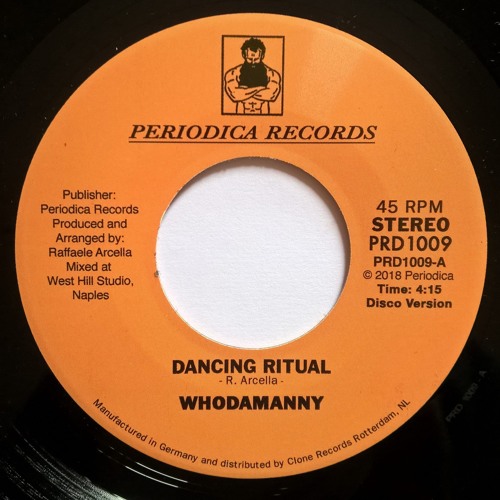 PERIODICA RECORDS
Publisher:
Periodica Records
Produced and
Arranged by:
Raffaele Arcella
Mixed at
West Hill Studio,
Naples
45 RPM
STEREO
PRD1009
PRD1009-A
© 2018 Periodica
Time: 4:15
Disco Version
DANCING RITUAL
- R. Arcella -
WHODAMANNY
Manufactured in Germany and distributed by Clone Records Rotterdam, NL
PRD 1009 - A